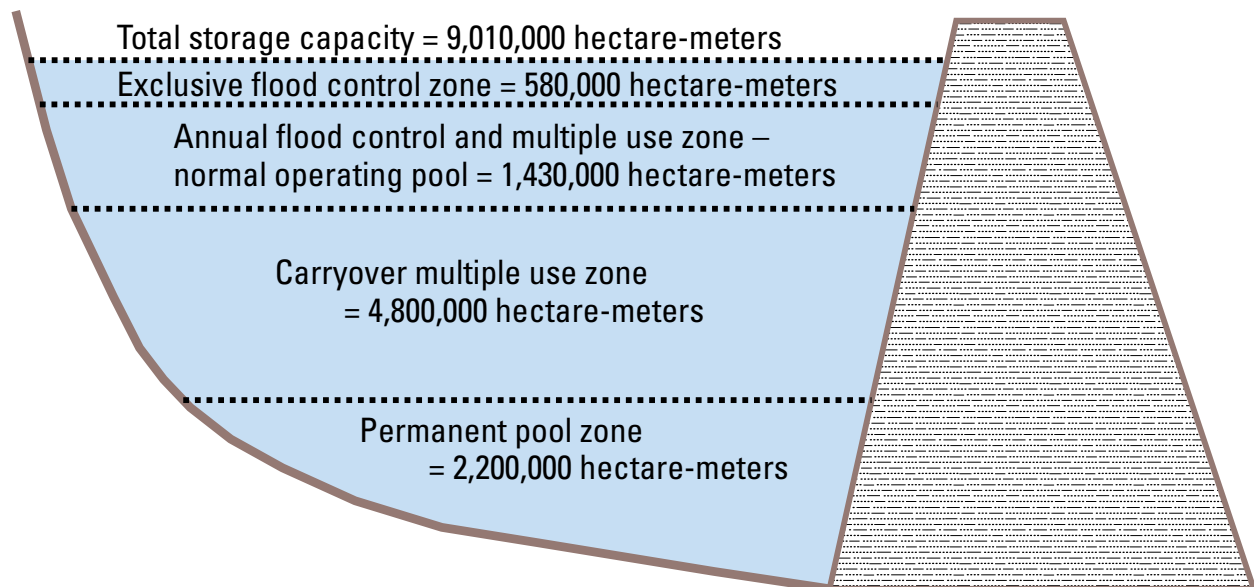 Total storage capacity = 9,010,000 hectare-meters
Exclusive flood control zone = 580,000 hectare-meters
Annual flood control and multiple use zone –
normal operating pool = 1,430,000 hectare-meters
Carryover multiple use zone
= 4,800,000 hectare-meters
Permanent pool zone
= 2,200,000 hectare-meters